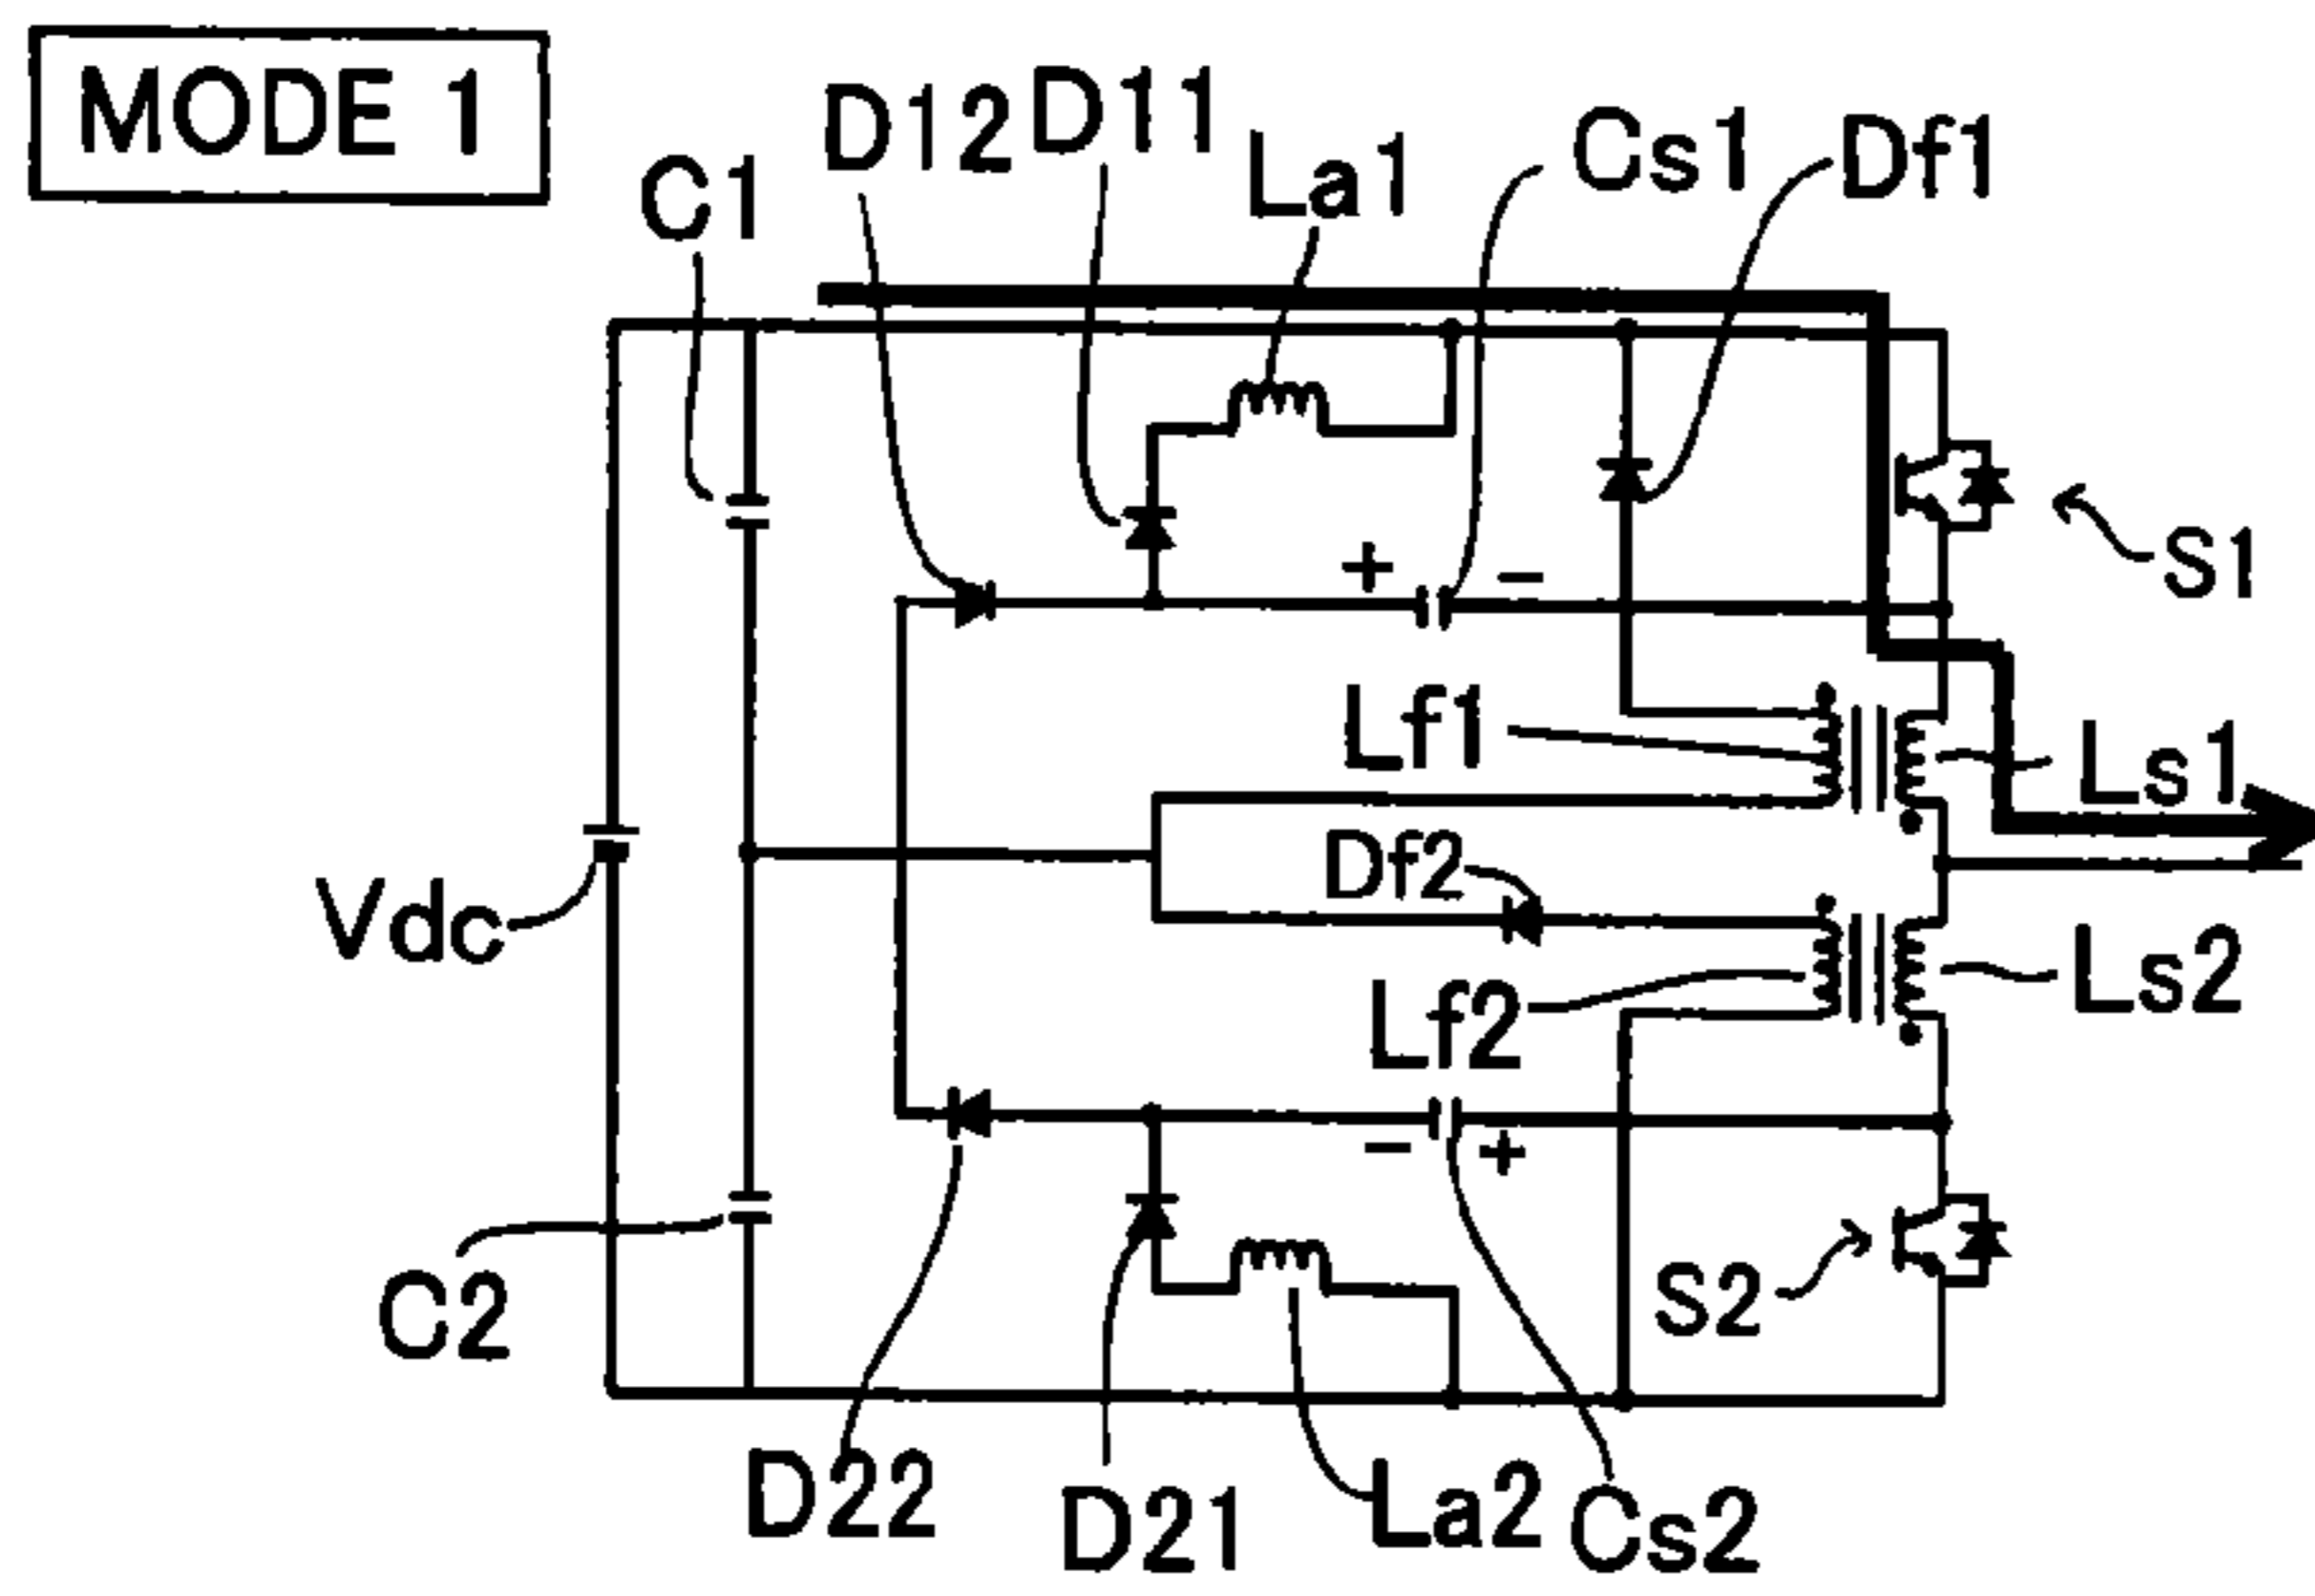 MODE 1
D12 D11
C1
La1
Cs1
Df1
S1
+ -
Lf1
Ls1
Df2
Vdc
Lf2
Ls2
- +
S2
C2
D22
D21
La2
Cs2